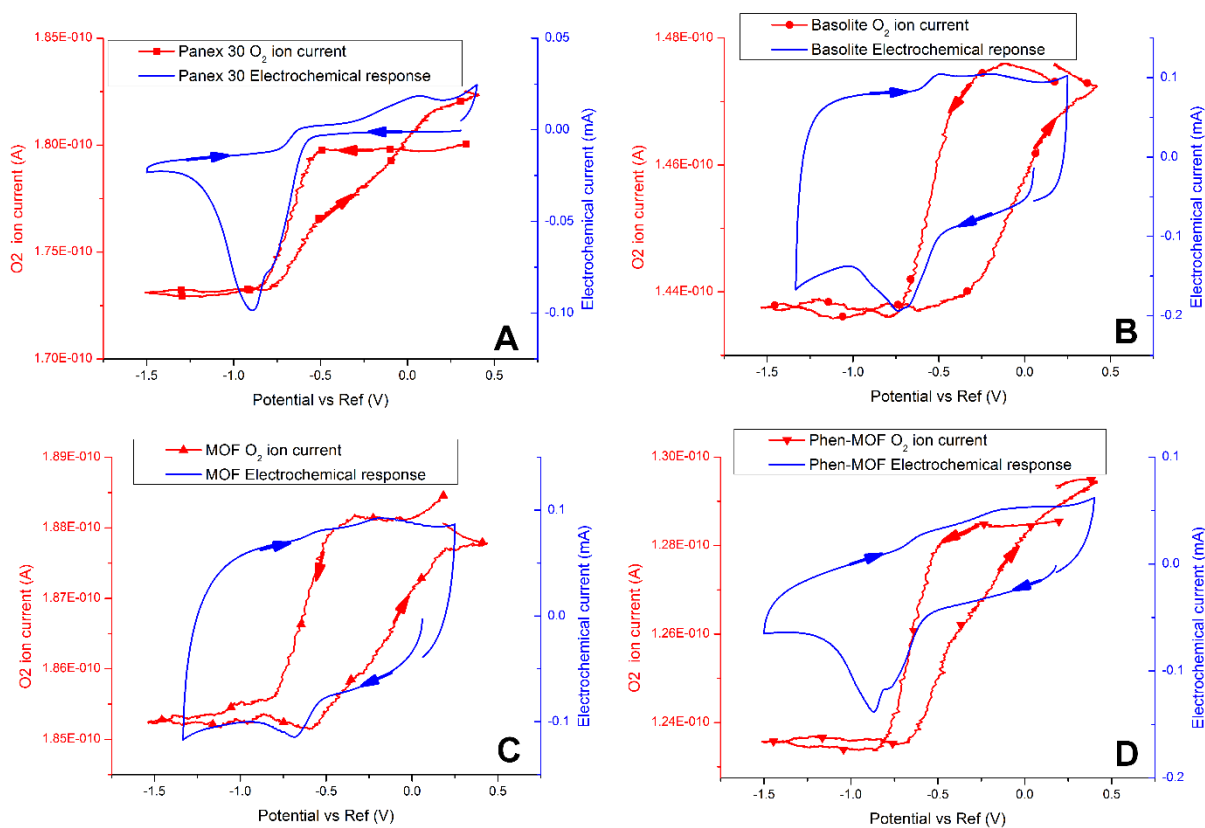 Panex 30 O2 ion current
Panex 30 Electrochemical reponse
1.85E-010
1.80E-010
1.75E-010
1.70E-010
O2 ion current (A)
0.05
0.00
-0.05
-0.10
Electrochemical current (mA)
-1.5 -1.0 -0.5 0.0 0.5
Potential vs Ref (V)
A
Basolite O2 ion current
Basolite Electrochemical reponse
1.48E-010
1.46E-010
1.44E-010
O2 ion current (A)
0.1
0.0
-0.1
-0.2
Electrochemical current (mA)
-1.5 -1.0 -0.5 0.0 0.5
Potential vs Ref (V)
B
MOF O2 ion current
MOF Electrochemical response
1.89E-010
1.88E-010
1.87E-010
1.86E-010
1.85E-010
O2 ion current (A)
0.1
0.0
-0.1
Electrochemical current (mA)
-1.5 -1.0 -0.5 0.0 0.5
Potential vs Ref (V)
C
Phen-MOF O2 ion current
Phen-MOF Electrochemical response
1.30E-010
1.28E-010
1.26E-010
1.24E-010
O2 ion current (A)
0.1
0.0
-0.1
-0.2
Electrochemical current (mA)
-1.5 -1.0 -0.5 0.0 0.5
Potential vs Ref (V)
D